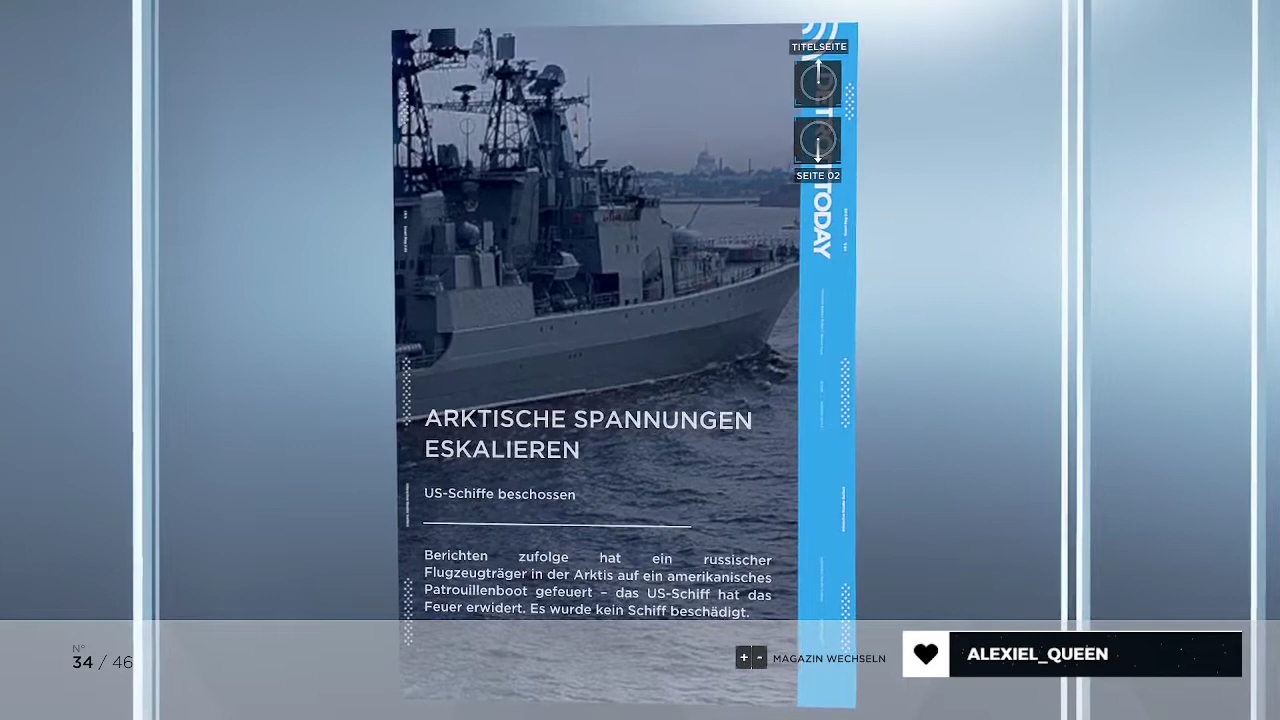 TITELSEITE
SEITE 02
TODAY
ARKTISCHE SPANNUNGEN
ESKALIEREN
US-Schiffe beschossen
Berichten zufolge hat ein russischer
Flugzeugträger in der Arktis auf ein amerikanisches
Patrouillenboot gefeuert – das US-Schiff hat das
Feuer erwidert. Es wurde kein Schiff beschädigt.
N°
34 / 46
+ - MAGAZIN WECHSELN
ALEXIEL_QUEEN